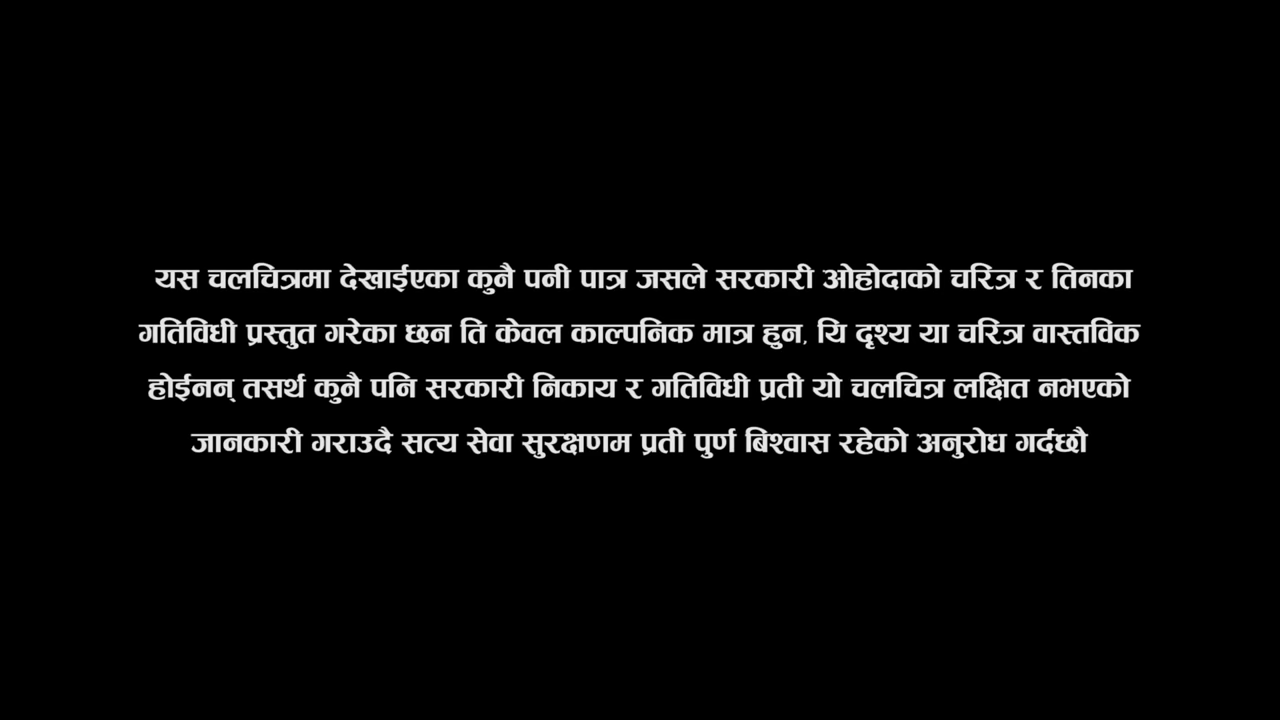 यस चलचित्रमा देखाईएका कुनै पनी पात्र जसले सरकारी ओहोदाको चरित्र र तिनका
गतिविधी प्रस्तुत गरेका छन ति केवल काल्पनिक मात्र हुन, यि दृश्य या चरित्र वास्तविक
होईनन् तसर्थ कुनै पनि सरकारी निकाय र गतिविधी प्रती यो चलचित्र लक्षित नभएको
जानकारी गराउदै सत्य सेवा सुरक्षणम प्रती पुर्ण बिश्वास रहेको अनुरोध गर्दछौ